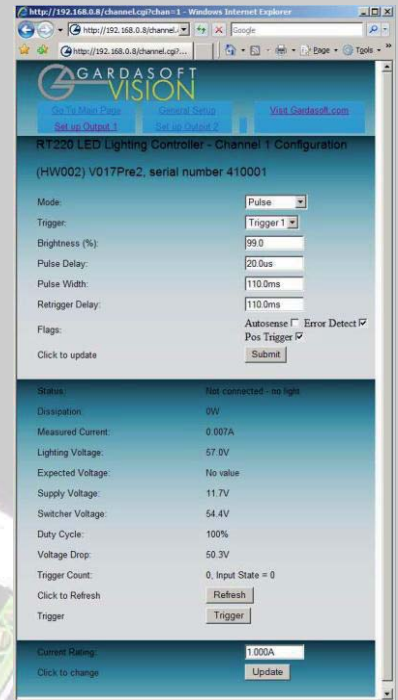 http://192.168.0.8/channel.cgi?chan=1 - Windows Internet Explorer
http://192.168.0.8/channel. Google
http://192.168.0.8/channel.cgi?... Page Tools
GARDASOFT
VISION
Go To Main Page General Setup Visit Gardasoft.com
Set up Output 1 Set up Output 2
RT220 LED Lighting Controller - Channel 1 Configuration
(HW002) V017Pre2, serial number 410001
Mode: Pulse
Trigger: Trigger 1
Brightness (%): 99.0
Pulse Delay: 20.0us
Pulse Width: 110.0ms
Retrigger Delay: 110.0ms
Flags: Autosense Error Detect
Pos Trigger
Click to update Submit
Status: Not connected - no light
Dissipation: 0W
Measured Current: 0.007A
Lighting Voltage: 57.0V
Expected Voltage: No value
Supply Voltage: 11.7V
Switcher Voltage: 54.4V
Duty Cycle: 100%
Voltage Drop: 50.3V
Trigger Count: 0, Input State = 0
Click to Refresh Refresh
Trigger Trigger
Current Rating: 1.000A
Click to change Update